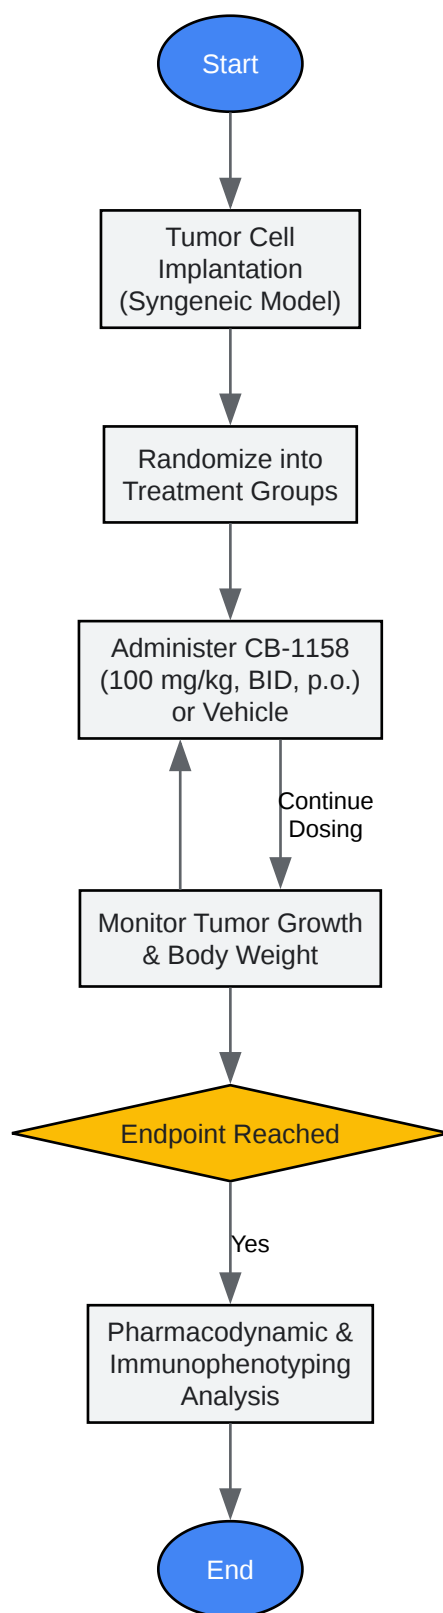 Start
Tumor Cell
Implantation
(Syngeneic Model)
Randomize into
Treatment Groups
Administer CB-1158
(100 mg/kg, BID, p.o.)
or Vehicle
Continue
Dosing
Monitor Tumor Growth
& Body Weight
Endpoint Reached
Yes
Pharmacodynamic &
Immunophenotyping
Analysis
End